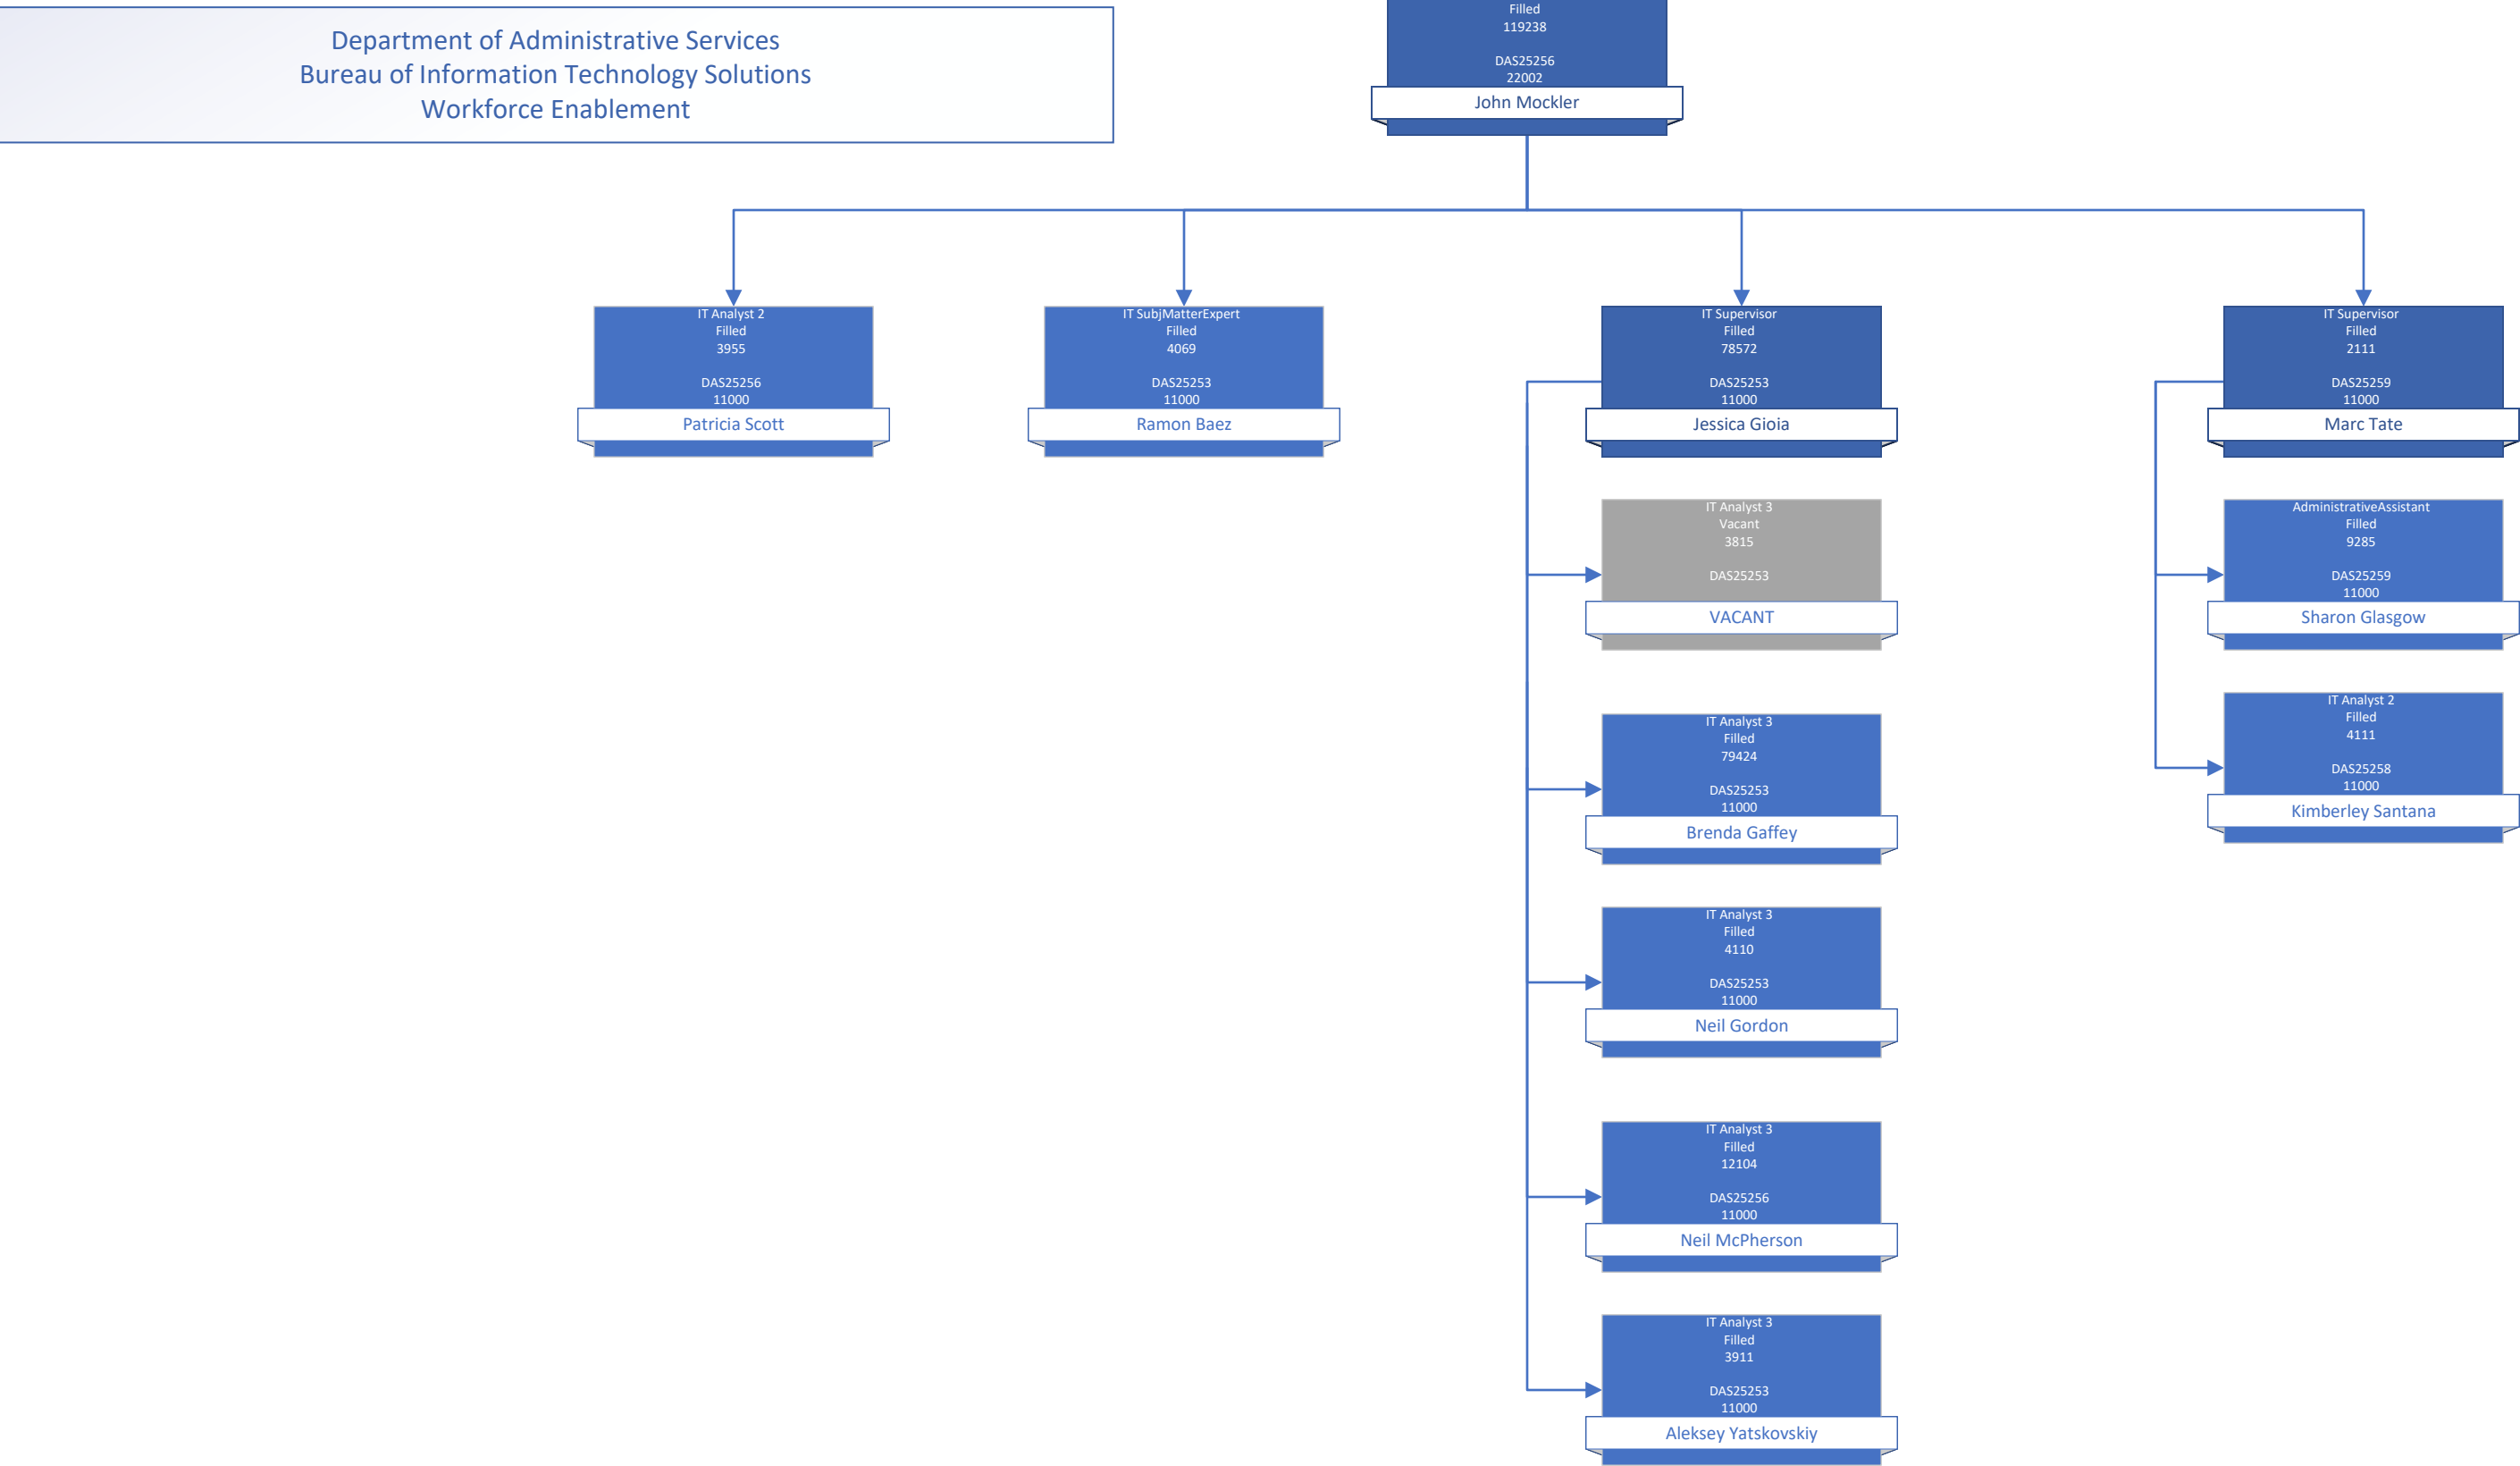 Department of Administrative Services
Bureau of Information Technology Solutions
Workforce Enablement
Filled
119238
DAS25256
22002
John Mockler
IT Analyst 2
Filled
3955
DAS25256
11000
Patricia Scott
IT SubjMatterExpert
Filled
4069
DAS25253
11000
Ramon Baez
IT Supervisor
Filled
78572
DAS25253
11000
Jessica Gioia
IT Supervisor
Filled
2111
DAS25259
11000
Marc Tate
IT Analyst 3
Vacant
3815
DAS25253
VACANT
AdministrativeAssistant
Filled
9285
DAS25259
11000
Sharon Glasgow
IT Analyst 3
Filled
79424
DAS25253
11000
Brenda Gaffey
IT Analyst 2
Filled
4111
DAS25258
11000
Kimberley Santana
IT Analyst 3
Filled
4110
DAS25253
11000
Neil Gordon
IT Analyst 3
Filled
12104
DAS25256
11000
Neil McPherson
IT Analyst 3
Filled
3911
DAS25253
11000
Aleksey Yatskovskiy